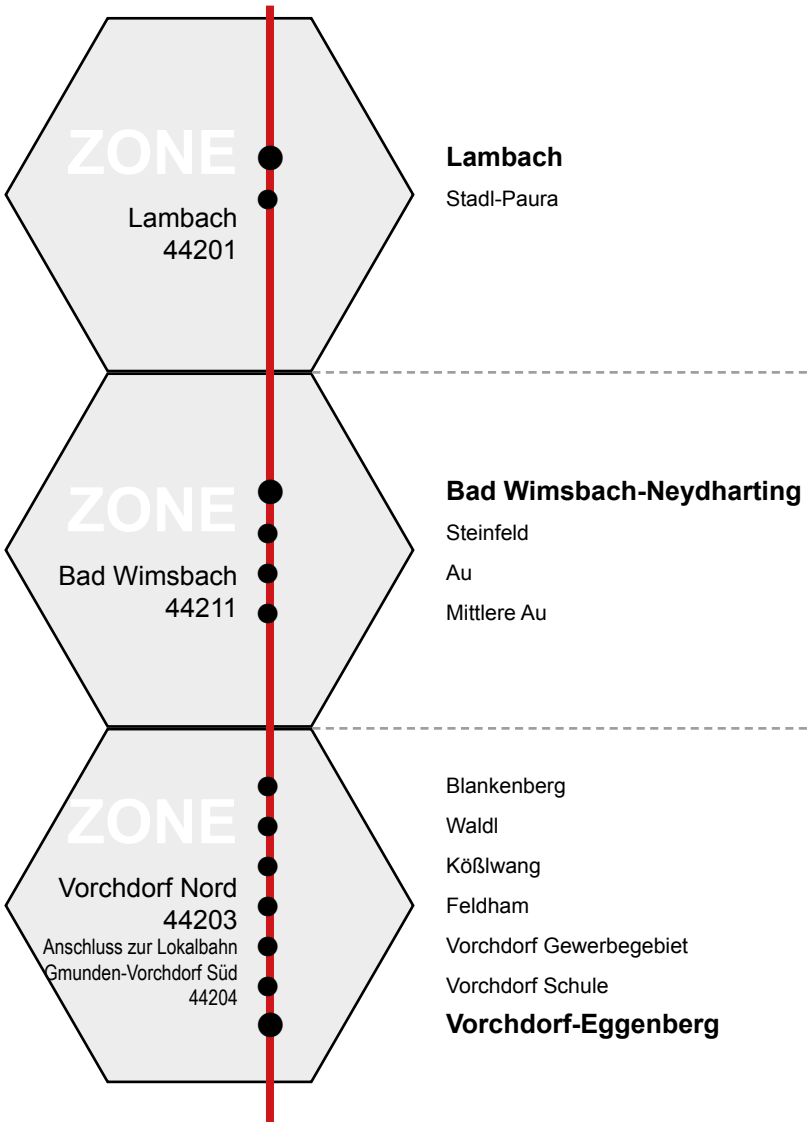 ZONE
Lambach
44201
Lambach
Stadl-Paura
ZONE
Bad Wimsbach
44211
Bad Wimsbach-Neydharting
Steinfeld
Au
Mittlere Au
ZONE
Vorchdorf Nord
44203
Anschluss zur Lokalbahn
Gmunden-Vorchdorf Süd
44204
Blankenberg
Waldl
Kößlwang
Feldham
Vorchdorf Gewerbegebiet
Vorchdorf Schule
Vorchdorf-Eggenberg